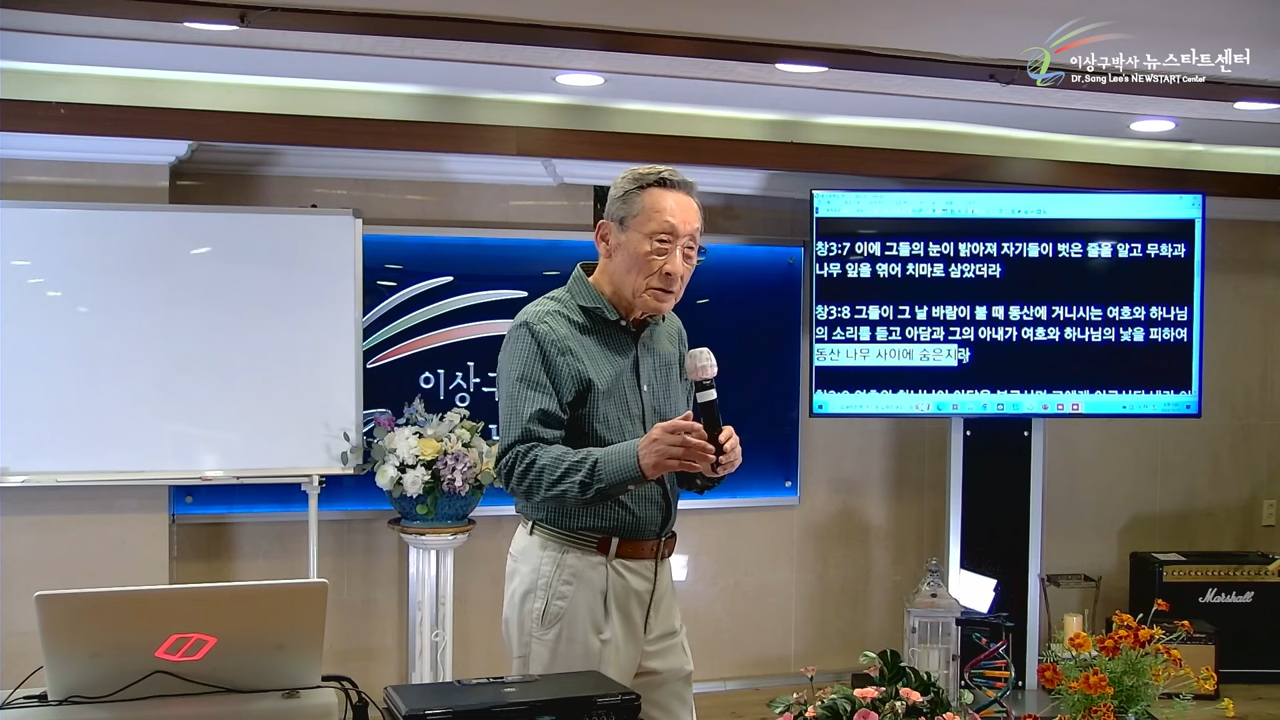 이상구박사 뉴스타트센터
Dr. Sang Lee's NEWSTART Center
창3:7 이에 그들의 눈이 밝아져 자기들이 벗은 줄을 알고 무화과
나무 잎을 엮어 치마로 삼았더라
창3:8 그들이 그 날 바람이 불 때 동산에 거니시는 여호와 하나님
의 소리를 듣고 아담과 그의 아내가 여호와 하나님의 낯을 피하여
동산 나무 사이에 숨은지라
이상구
Marshall